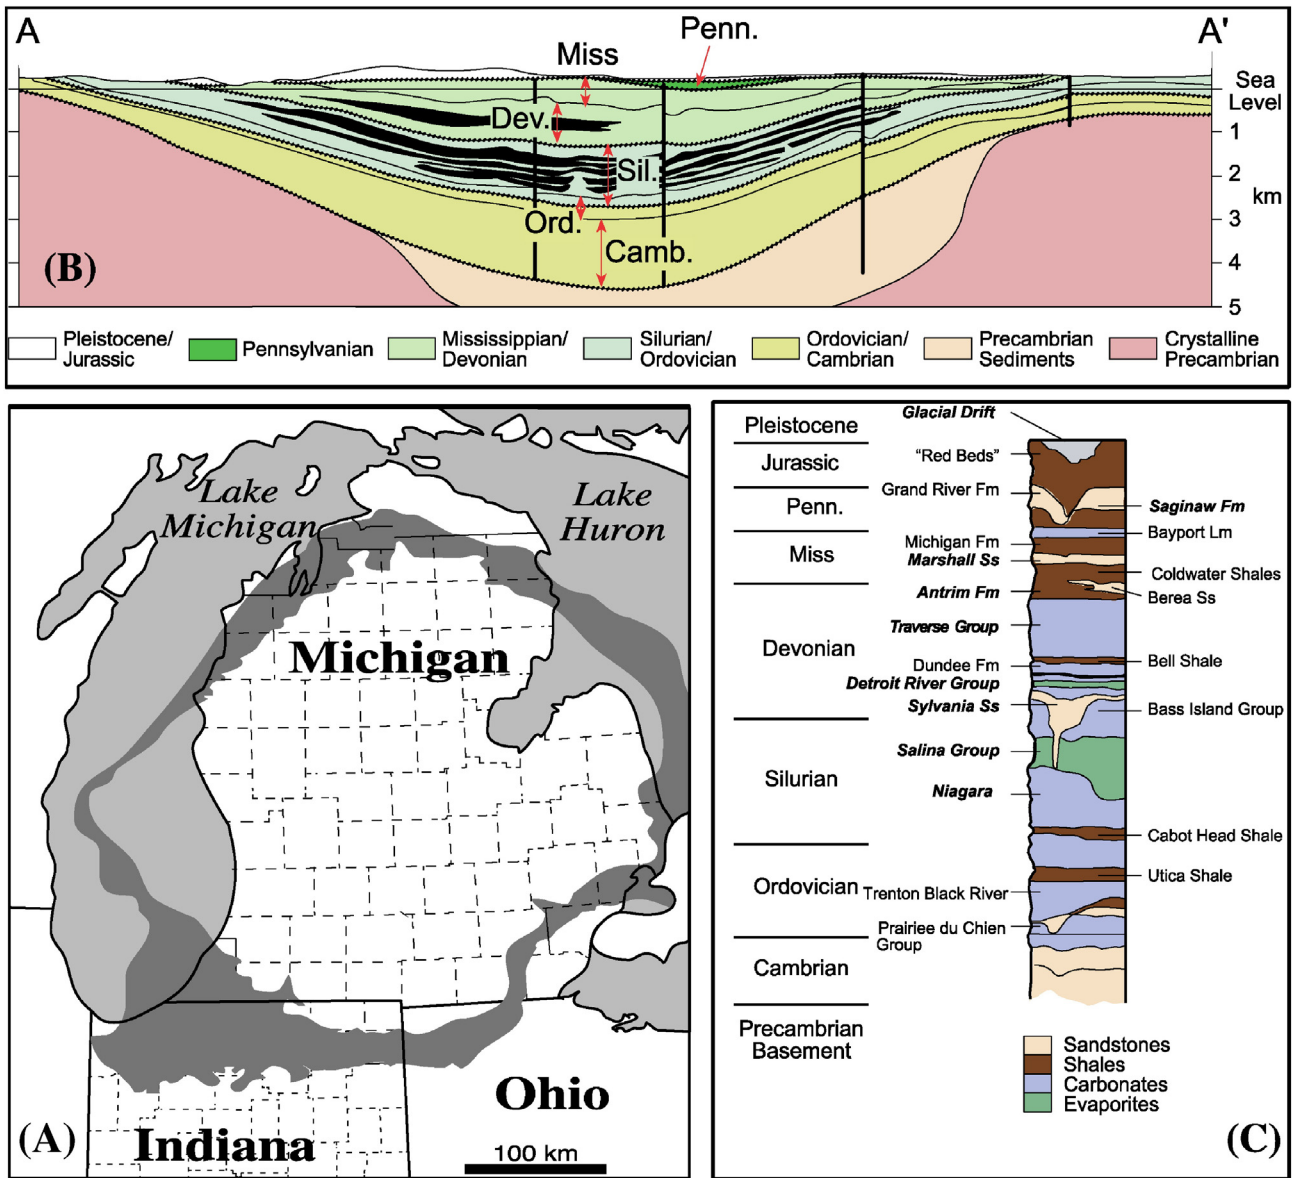 A
A'
Penn.
Miss
Sea
Level
Dev.
1
Sil.
2
km
Ord.
3
Camb.
4
(B)
5
Pleistocene/
Jurassic
Pennsylvanian
Mississippian/
Devonian
Silurian/
Ordovician
Ordovician/
Cambrian
Precambrian
Sediments
Crystalline
Precambrian
Lake
Michigan
Lake
Huron
Michigan
Ohio
Indiana
(A)
100 km
Pleistocene
Jurassic
Penn.
Miss
Devonian
Silurian
Ordovician
Cambrian
Precambrian
Basement
Glacial Drift
“Red Beds”
Grand River Fm
Saginaw Fm
Bayport Lm
Michigan Fm
Marshall Ss
Coldwater Shales
Antrim Fm
Berea Ss
Traverse Group
Bell Shale
Dundee Fm
Detroit River Group
Sylvania Ss
Bass Island Group
Salina Group
Niagara
Cabot Head Shale
Utica Shale
Trenton Black River
Prairiee du Chien
Group
Sandstones
Shales
Carbonates
Evaporites
(C)